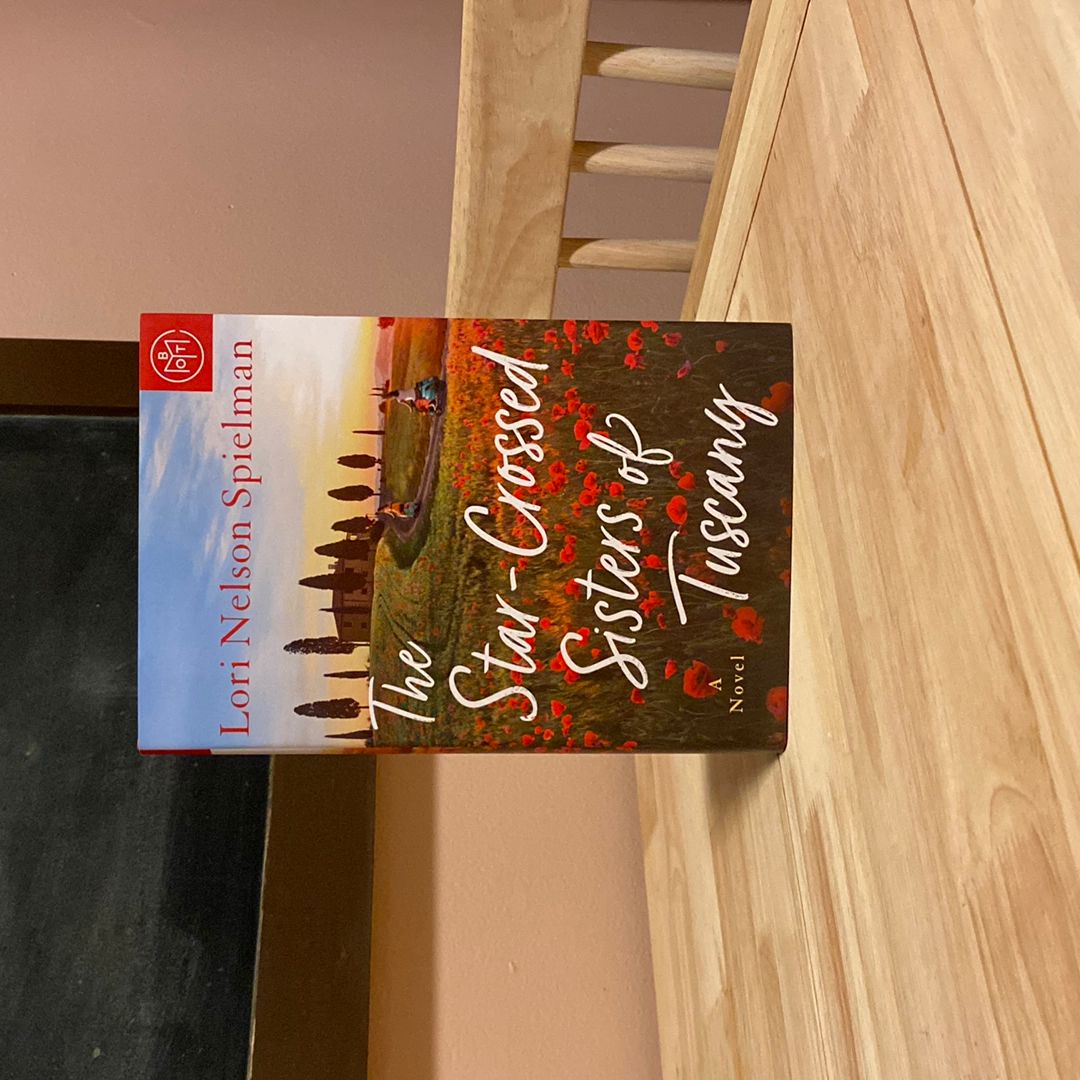 BOTM
Lori Nelson Spielman
The
Star-Crossed
Sisters of
Tuscany
A
Novel